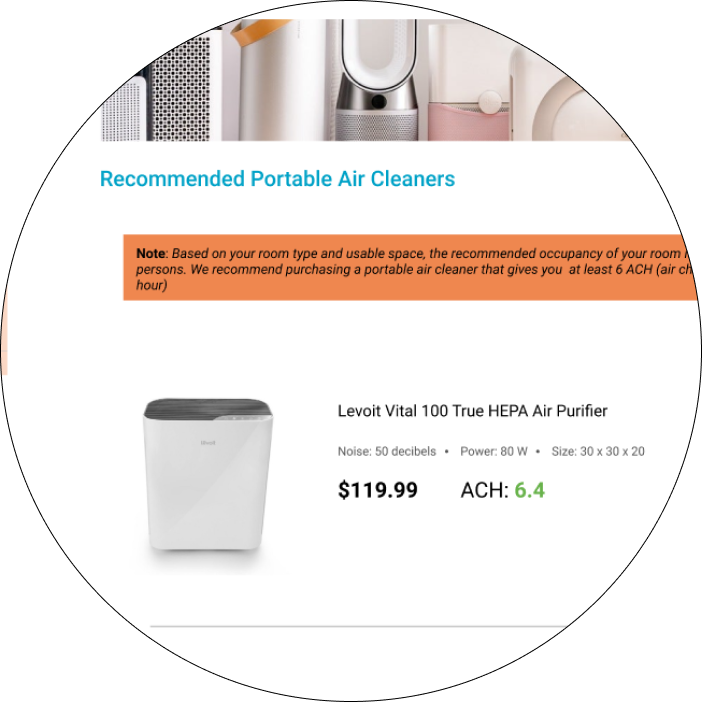 Recommended Portable Air Cleaners
Note: Based on your room type and usable space, the recommended occupancy of your room
persons. We recommend purchasing a portable air cleaner that gives you at least 6 ACH (air
hour)
levoit
Levoit Vital 100 True HEPA Air Purifier
Noise: 50 decibels • Power: 80 W • Size: 30 x 30 x 20
$119.99 ACH: 6.4